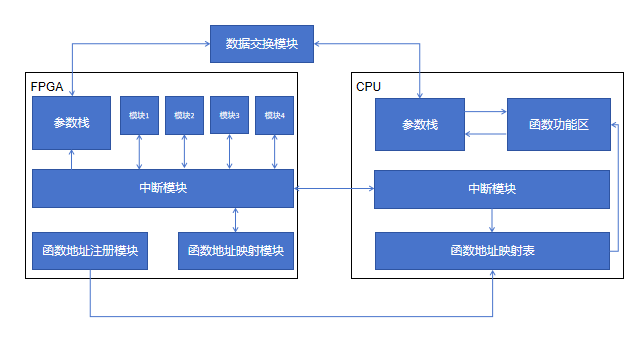 数据交换模块
FPGA
参数栈
模块1
模块2
模块3
模块4
中断模块
函数地址注册模块
函数地址映射模块
CPU
参数栈
函数功能区
中断模块
函数地址映射表